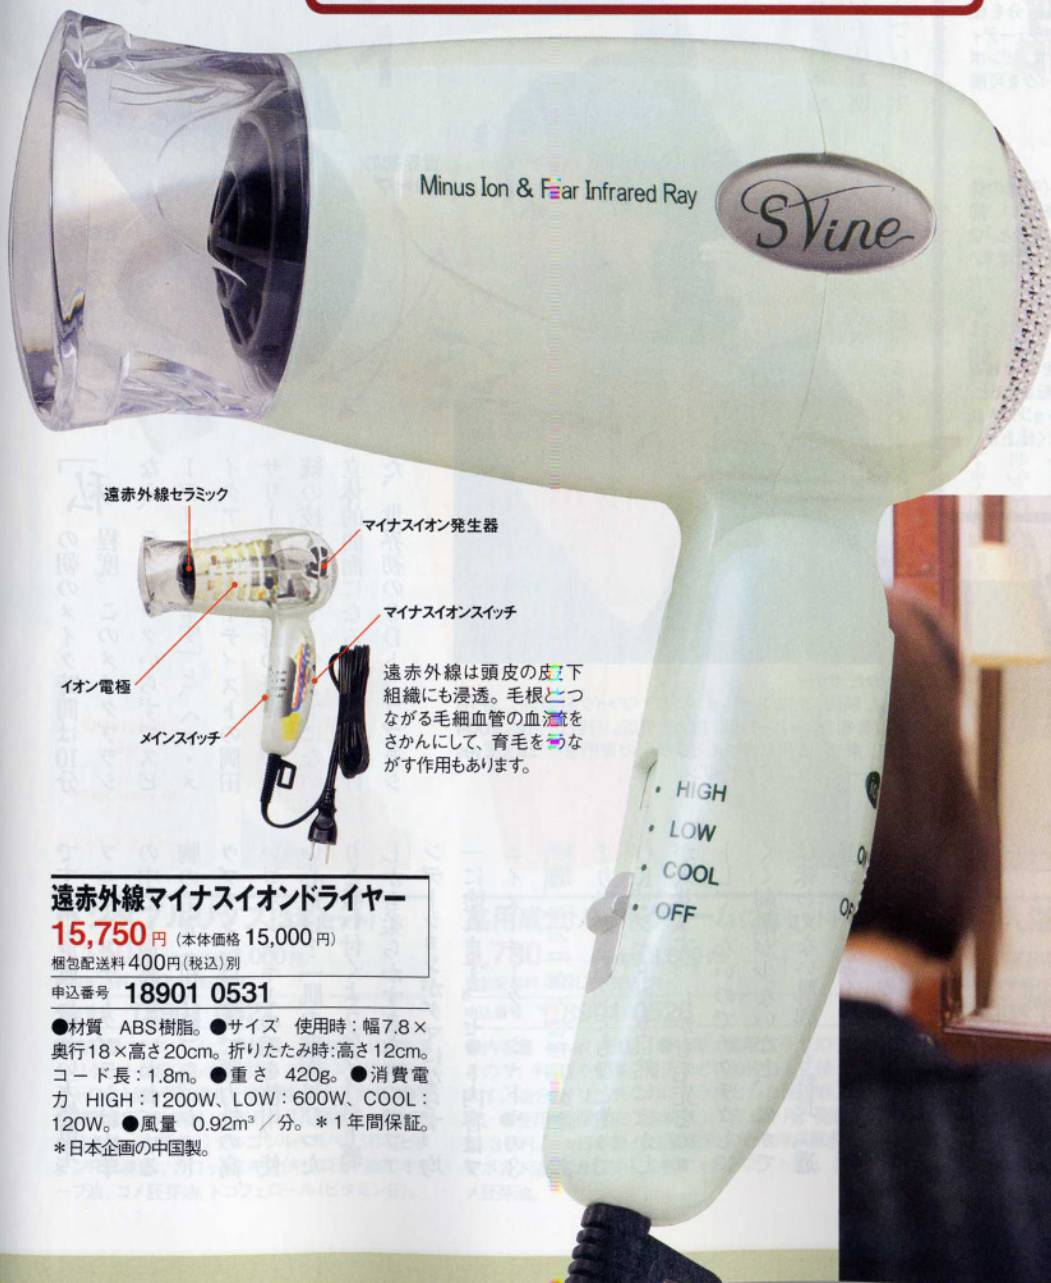 Minus Ion & Far Infrared Ray
SVine
遠赤外線セラミック
マイナスイオン発生器
マイナスイオンスイッチ
イオン電極
メインスイッチ
遠赤外線は頭皮の皮下
組織にも浸透。毛根とつ
ながる毛細血管の血流を
さかんにして、育毛をうな
がす作用もあります。
HIGH
LOW
COOL
OFF
遠赤外線マイナスイオンドライヤー
15,750円(本体価格15,000円)
梱包配送料400円(税込)別
申込番号 18901 0531
●材質 ABS樹脂。●サイズ 使用時:幅7.8×
奥行18×高さ20cm。折りたたみ時:高さ12cm。
コード長:1.8m。●重さ 420g。●消費電
力 HIGH:1200W、LOW:600W、COOL:
120W。●風量 0.92m³/分。*1年間保証。
*日本企画の中国製。